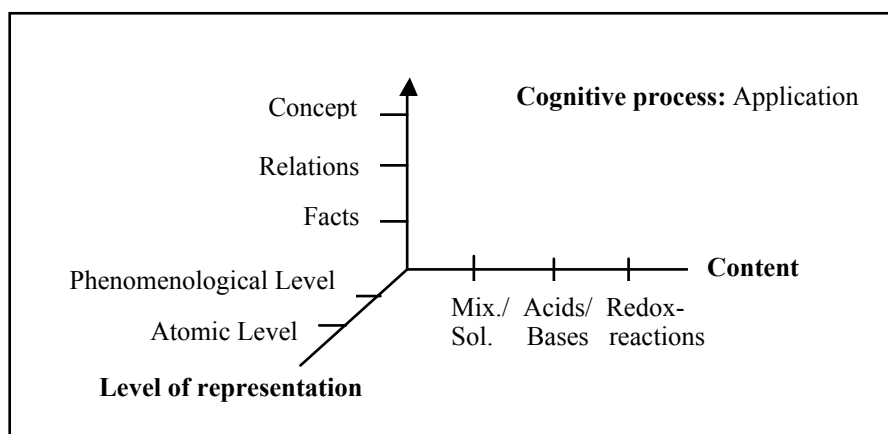 Concept
Cognitive process: Application
Relations
Facts
Phenomenological Level
Content
Mix./ Acids/ Redox-
Sol. Bases reactions
Atomic Level
Level of representation